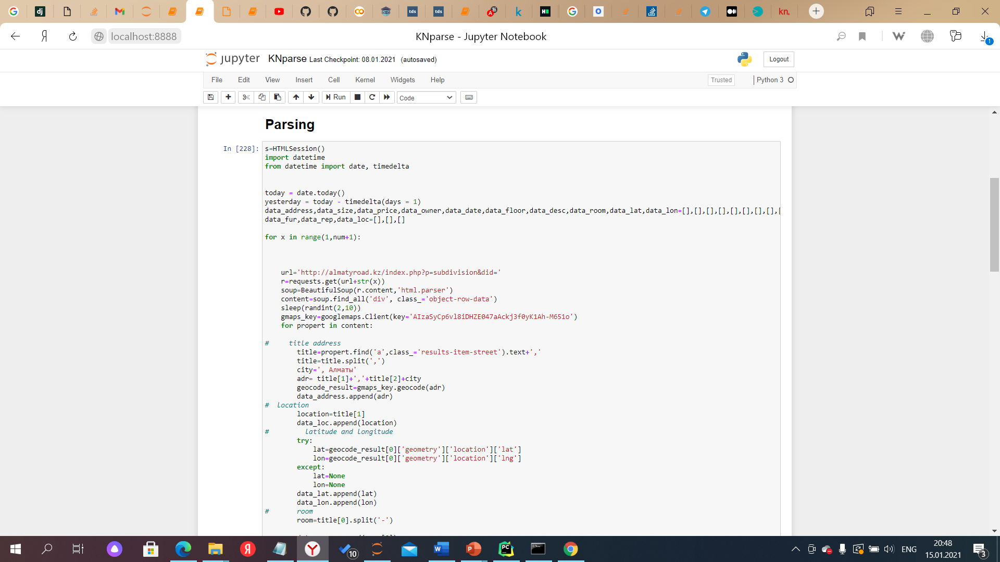 dj
tds
tds
k
kn.
localhost:8888
KNparse - Jupyter Notebook
1
jupyter KNparse Last Checkpoint: 08.01.2021 (autosaved)
Logout
File Edit View Insert Cell Kernel Widgets Help
Trusted
Python 3
Run
Code
Parsing
In [228]:
s=HTMLSession()
import datetime
from datetime import date, timedelta
today = date.today()
yesterday = today - timedelta(days = 1)
data_address,data_size,data_price,data_owner,data_date,data_floor,data_desc,data_room,data_lat,data_lon=[],[],[],[],[],[],[],[],[
data_fur,data_rep,data_loc=[],[],[]
for x in range(1,num+1):
url='http://almatyroad.kz/index.php?p=subdivision&did='
r=requests.get(url+str(x))
soup=BeautifulSoup(r.content,'html.parser')
content=soup.find_all('div', class_='object-row-data')
sleep(randint(2,10))
gmaps_key=googlemaps.Client(key='AIzaSyCp6vl8iDHZE047aAckj3f0yK1Ah-M651o')
for propert in content:
# title address
title=propert.find('a',class_='results-item-street').text+','
title=title.split(',')
city=', Алматы'
adr= title[1]+','+title[2]+city
geocode_result=gmaps_key.geocode(adr)
data_address.append(adr)
# location
location=title[1]
data_loc.append(location)
# latitude and longitude
try:
lat=geocode_result[0]['geometry']['location']['lat']
lon=geocode_result[0]['geometry']['location']['lng']
except:
lat=None
lon=None
data_lat.append(lat)
data_lon.append(lon)
# room
room=title[0].split('-')
10
ENG
20:48
15.01.2021
3